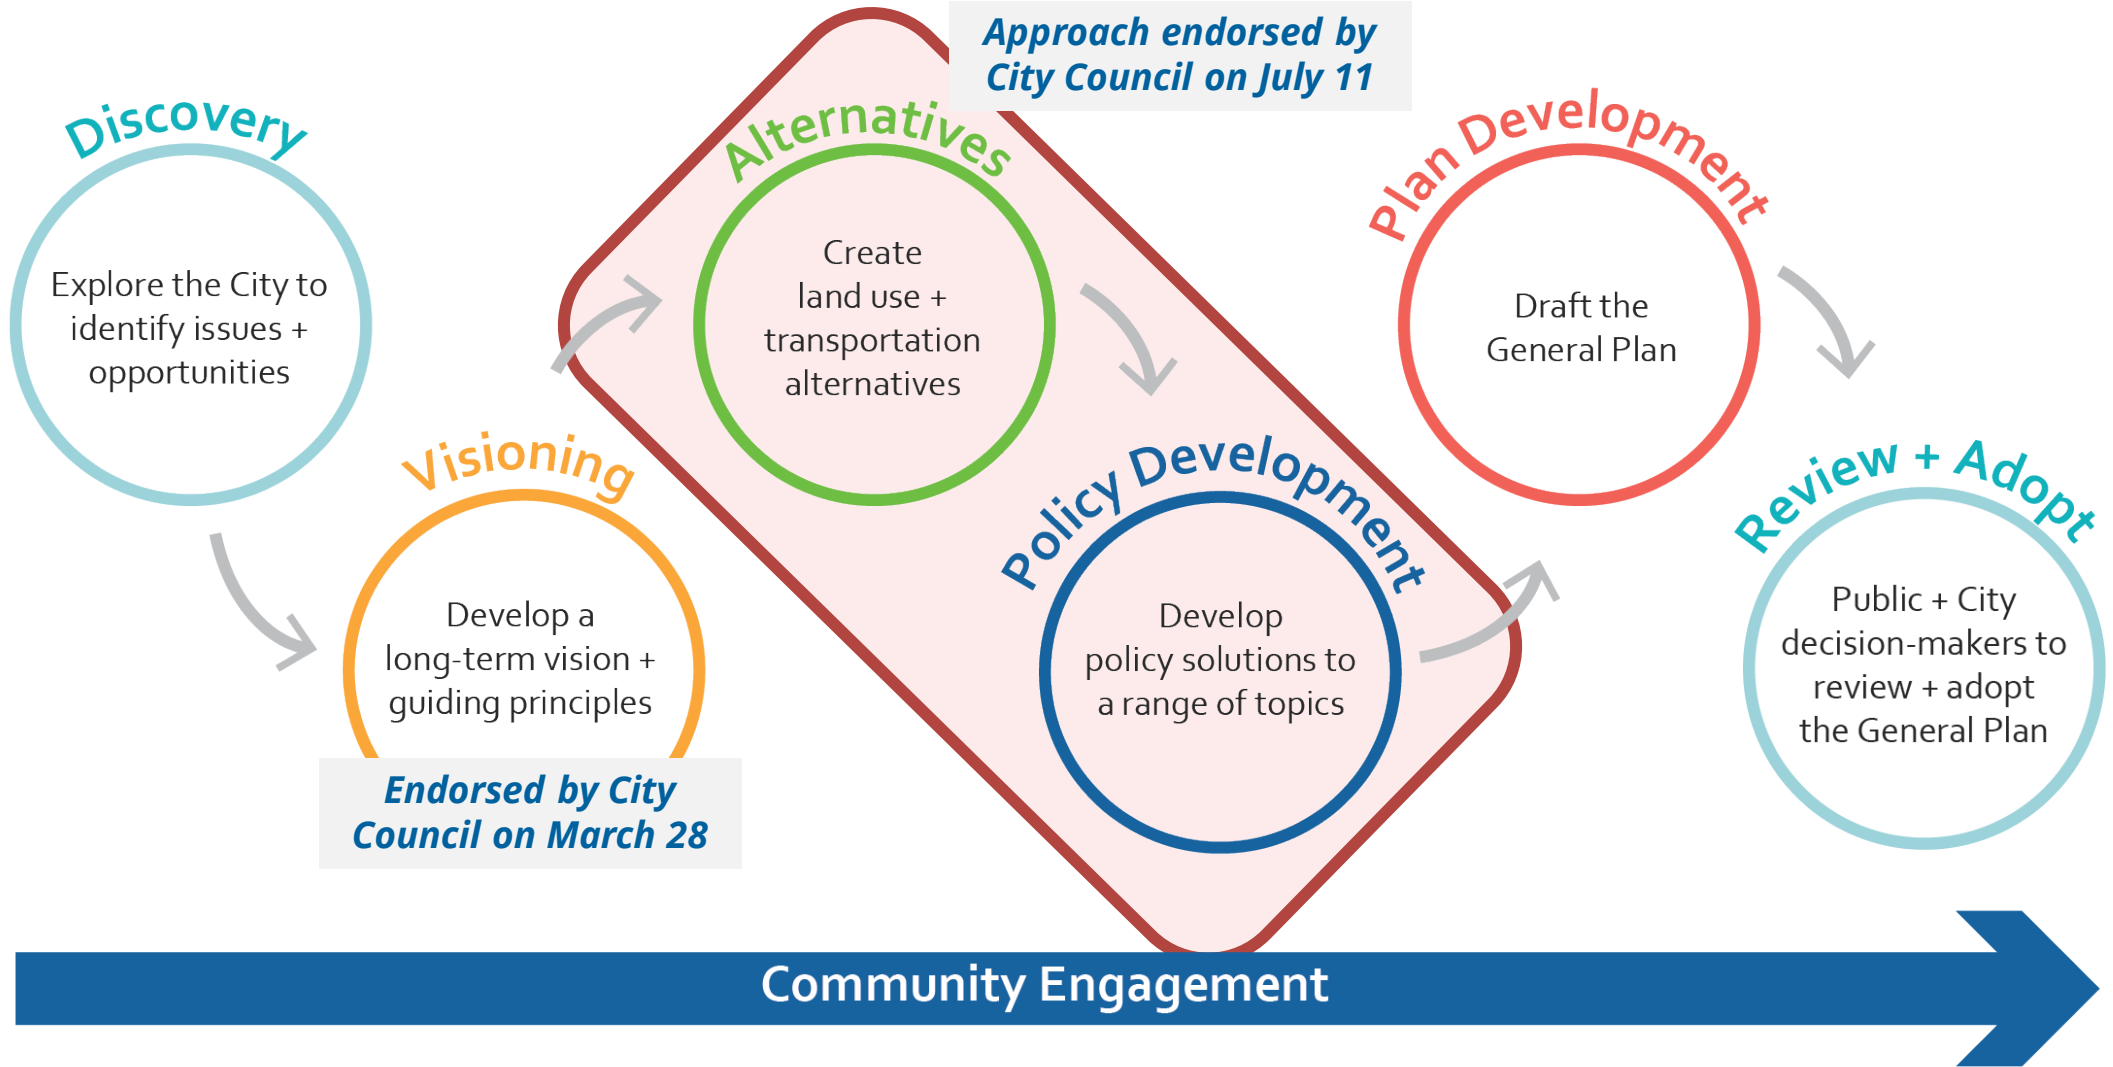 Discovery
Explore the City to
identify issues +
opportunities
Visioning
Develop a
long-term vision +
guiding principles
Endorsed by City
Council on March 28
Approach endorsed by
City Council on July 11
Alternatives
Create
land use +
transportation
alternatives
Policy Development
Develop
policy solutions to
a range of topics
Plan Development
Draft the
General Plan
Review + Adopt
Public + City
decision-makers to
review + adopt
the General Plan
Community Engagement